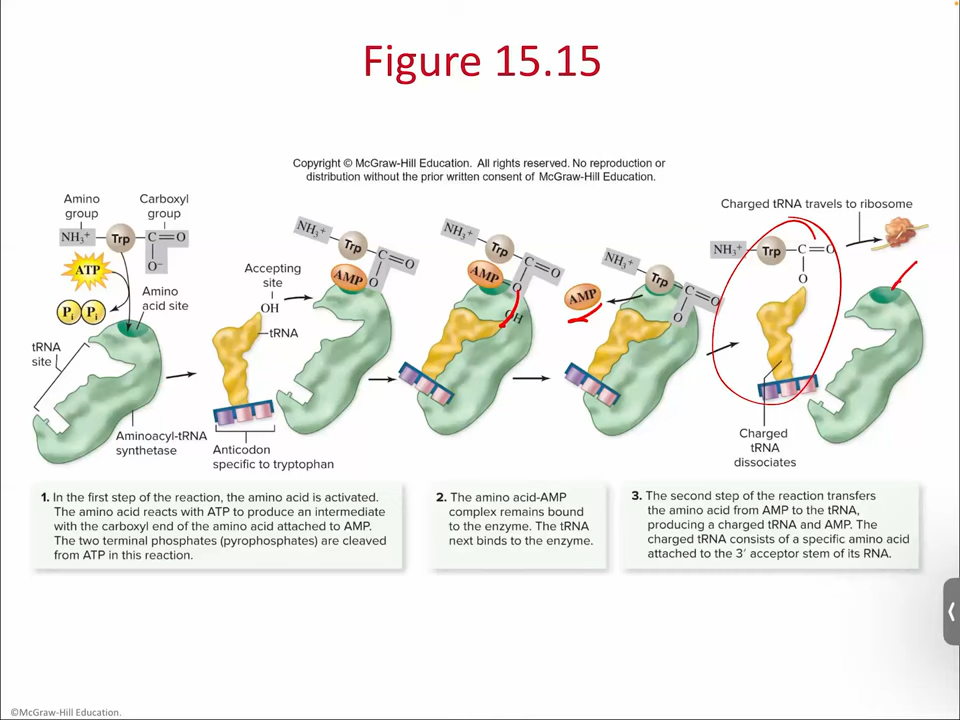 Figure 15.15
Copyright © McGraw-Hill Education. All rights reserved. No reproduction or
distribution without the prior written consent of McGraw-Hill Education.
Amino
group
Carboxyl
group
NH₃⁺
Trp
C=O
O⁻
ATP
Pᵢ Pᵢ
Amino
acid site
tRNA
site
Aminoacyl-tRNA
synthetase
Accepting
site
OH
tRNA
Anticodon
specific to tryptophan
NH₃⁺
Trp
C=O
AMP
O
NH₃⁺
Trp
C=O
AMP
O
OH
AMP
NH₃⁺
Trp
C=O
O
Charged tRNA travels to ribosome
NH₃⁺
Trp
C=O
O
Charged
tRNA
dissociates
1. In the first step of the reaction, the amino acid is activated.
The amino acid reacts with ATP to produce an intermediate
with the carboxyl end of the amino acid attached to AMP.
The two terminal phosphates (pyrophosphates) are cleaved
from ATP in this reaction.
2. The amino acid-AMP
complex remains bound
to the enzyme. The tRNA
next binds to the enzyme.
3. The second step of the reaction transfers
the amino acid from AMP to the tRNA,
producing a charged tRNA and AMP. The
charged tRNA consists of a specific amino acid
attached to the 3′ acceptor stem of its RNA.
©McGraw-Hill Education.